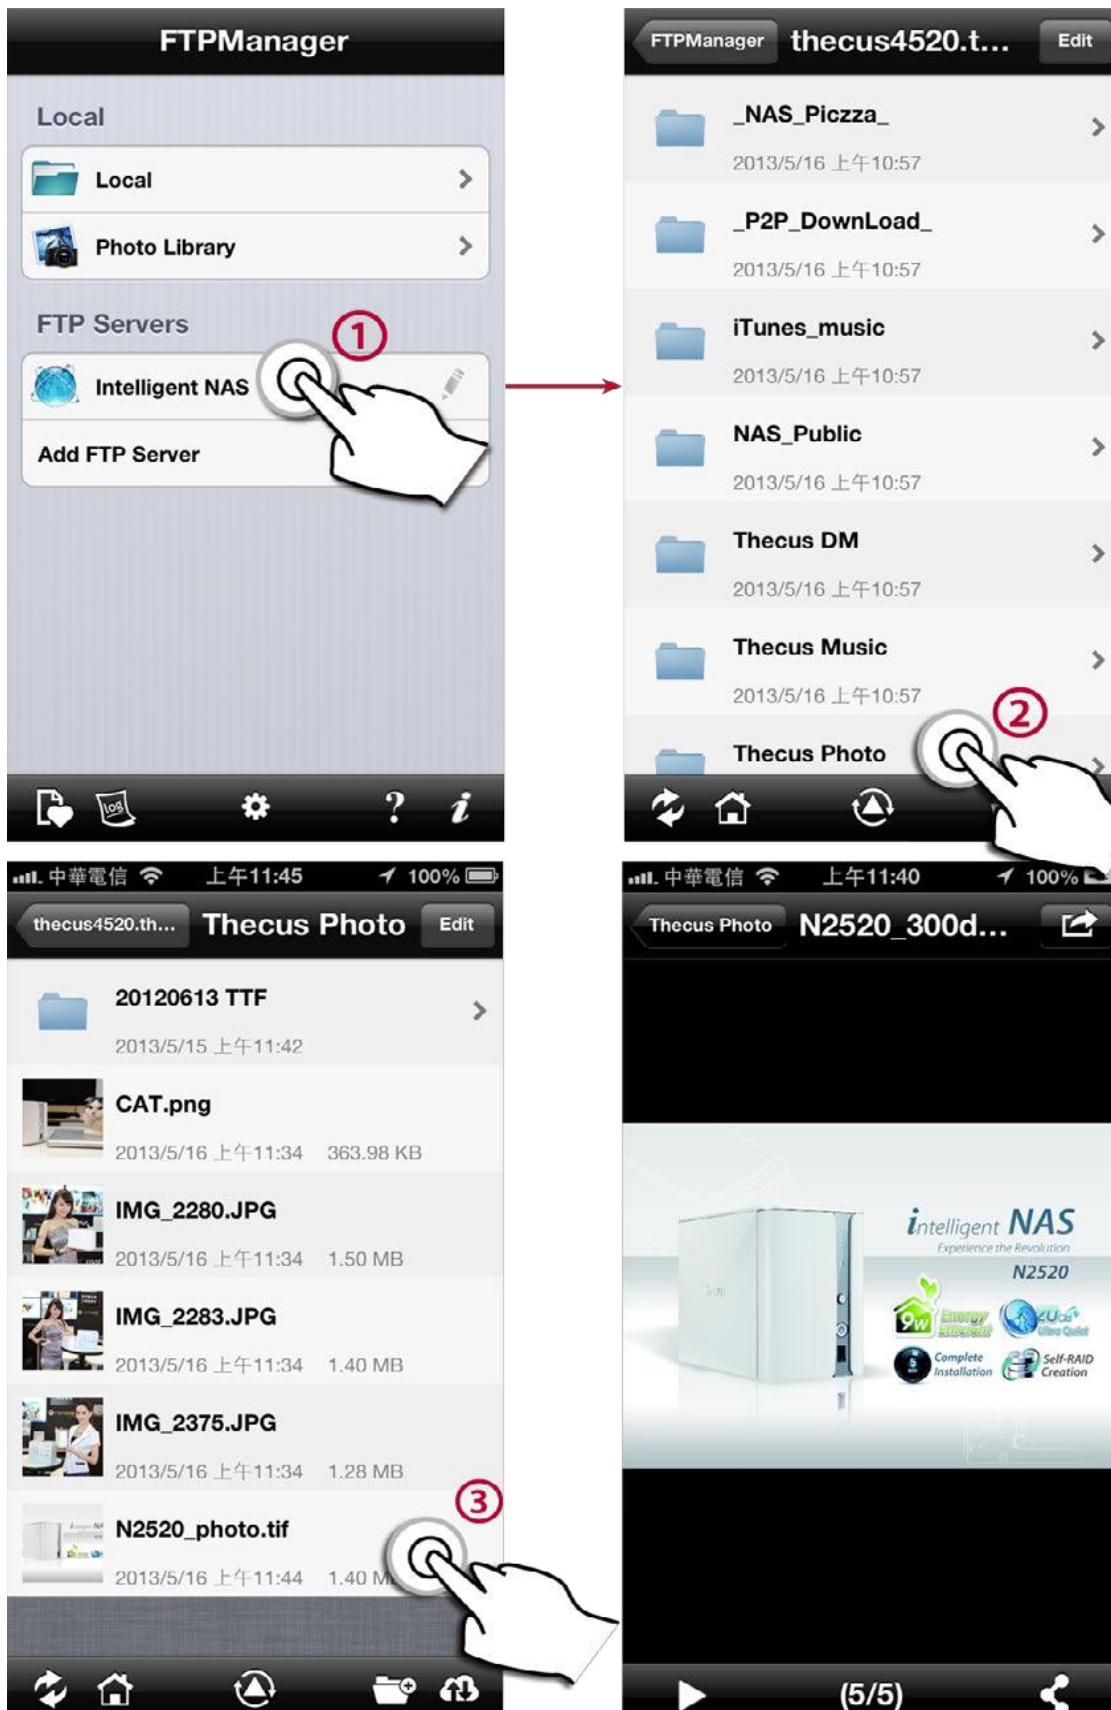 FTPManager
Local
Local
Photo Library
FTP Servers
1
Intelligent NAS
Add FTP Server
Log
?
i
FTPManager
thecus4520.t...
Edit
_NAS_Piczza_
2013/5/16 上午10:57
_P2P_DownLoad_
2013/5/16 上午10:57
iTunes_music
2013/5/16 上午10:57
NAS_Public
2013/5/16 上午10:57
Thecus DM
2013/5/16 上午10:57
Thecus Music
2013/5/16 上午10:57
2
Thecus Photo
中華電信 上午11:45 100%
thecus4520.th...
Thecus Photo
Edit
20120613 TTF
2013/5/15 上午11:42
CAT.png
2013/5/16 上午11:34 363.98 KB
IMG_2280.JPG
2013/5/16 上午11:34 1.50 MB
IMG_2283.JPG
2013/5/16 上午11:34 1.40 MB
IMG_2375.JPG
2013/5/16 上午11:34 1.28 MB
3
N2520_photo.tif
2013/5/16 上午11:44 1.40 M
中華電信 上午11:40 100%
Thecus Photo
N2520_300d...
intelligent NAS
Experience the Revolution
N2520
9w Energy Efficient
Ultra Quiet
5 Complete Installation
Self-RAID Creation
(5/5)